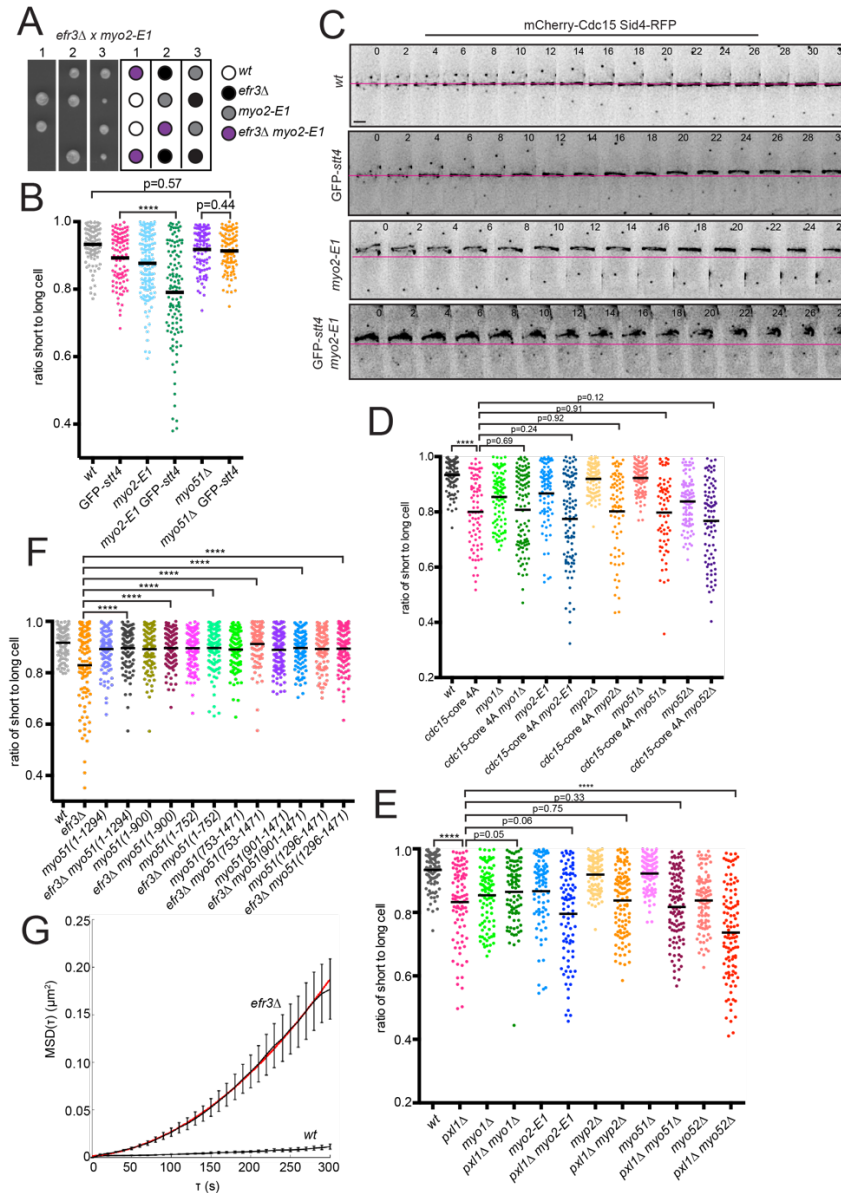 A
efr3Δ x myo2-E1
1 2 3 1 2 3
wt
efr3Δ
myo2-E1
efr3Δ myo2-E1
B
p=0.57
**** p=0.44
1.0
0.8
0.6
0.4
ratio short to long cell
wt
GFP-stt4
myo2-E1
myo2-E1 GFP-stt4
myo51Δ
myo51Δ GFP-stt4
C
mCherry-Cdc15 Sid4-RFP
wt
0 2 4 6 8 10 12 14 16 18 20 22 24 26 28 30
GFP-stt4
0 2 4 6 8 10 12 14 16 18 20 22 24 26 28
myo2-E1
0 2 4 6 8 10 12 14 16 18 20 22 24
GFP-stt4
myo2-E1
0 2 4 6 8 10 12 14 16 18 20 22 24 26
D
p=0.12
p=0.91
p=0.92
p=0.24
**** p=0.69
1.0
0.8
0.6
0.4
0.2
ratio of short to long cell
wt
cdc15-core 4A
myo1Δ
cdc15-core 4A myo1Δ
myo2-E1
cdc15-core 4A myo2-E1
myp2Δ
cdc15-core 4A myp2Δ
myo51Δ
cdc15-core 4A myo51Δ
myo52Δ
cdc15-core 4A myo52Δ
F
****
****
****
****
****
****
1.0
0.8
0.6
0.4
ratio of short to long cell
wt
efr3Δ
myo51(1-1294)
efr3Δ myo51(1-1294)
myo51(1-900)
efr3Δ myo51(1-900)
myo51(1-752)
efr3Δ myo51(1-752)
myo51(753-1471)
efr3Δ myo51(753-1471)
myo51(901-1471)
efr3Δ myo51(901-1471)
myo51(1296-1471)
efr3Δ myo51(1296-1471)
E
****
p=0.33
p=0.75
p=0.06
**** p=0.05
1.0
0.8
0.6
0.4
0.2
ratio of short to long cell
wt
pxl1Δ
myo1Δ
pxl1Δ myo1Δ
myo2-E1
pxl1Δ myo2-E1
myp2Δ
pxl1Δ myp2Δ
myo51Δ
pxl1Δ myo51Δ
myo52Δ
pxl1Δ myo52Δ
G
0.25
0.20
0.15
0.10
0.05
0
MSD(τ) (μm²)
efr3Δ
wt
0 50 100 150 200 250 300
τ (s)